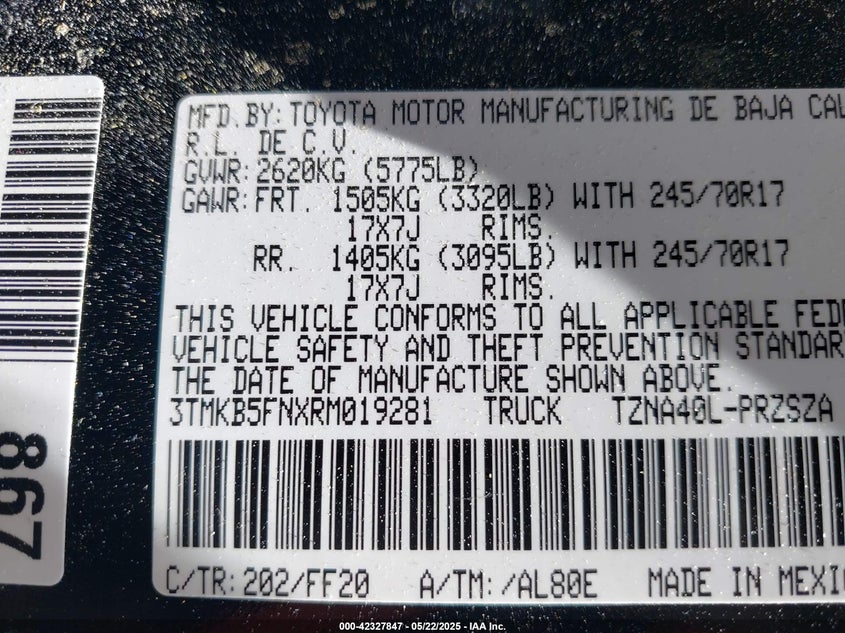 MFD.BY: TOYOTA MOTOR MANUFACTURING DE BAJA CAL
R.L. DE C.V.
GVWR: 2620KG (5775LB)
GAWR: FRT. 1505KG (3320LB) WITH 245/70R17
17X7J RIMS.
RR. 1405KG (3095LB) WITH 245/70R17
17X7J RIMS.
THIS VEHICLE CONFORMS TO ALL APPLICABLE FEDE
VEHICLE SAFETY AND THEFT PREVENTION STANDAR
THE DATE OF MANUFACTURE SHOWN ABOVE.
3TMKB5FNXRM019281 TRUCK TZNA40L-PRZSZA
C/TR: 202/FF20 A/TM: /AL80E MADE IN MEXIC
867
000-42327847 - 05/22/2025 - IAA Inc.